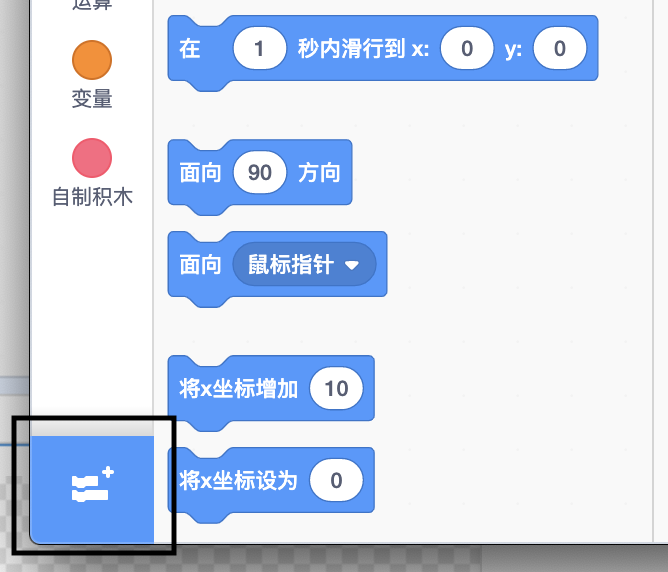 运算
变量
自制积木
在 1 秒内滑行到 x: 0 y: 0
面向 90 方向
面向 鼠标指针
将x坐标增加 10
将x坐标设为 0